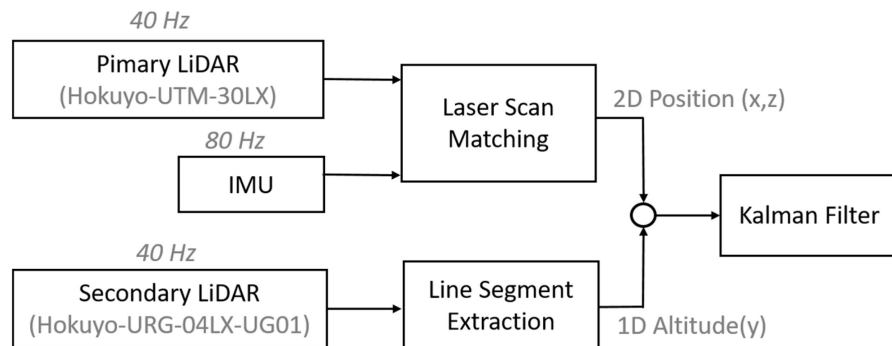 40 Hz
Pimary LiDAR
(Hokuyo-UTM-30LX)
80 Hz
IMU
Laser Scan
Matching
2D Position (x,z)
Kalman Filter
40 Hz
Secondary LiDAR
(Hokuyo-URG-04LX-UG01)
Line Segment
Extraction
1D Altitude(y)